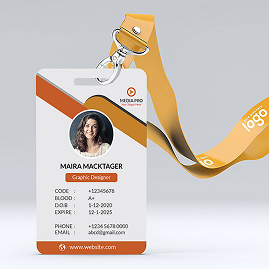 MEDIA PRO
MAIRA MACKTAGER
Graphic Designer
CODE : +12345678
BLOOD : A+
D.O.B : 1-12-2020
EXPIRE : 12-1-2025
PHONE : +1234 5678 0000
EMAIL : abcd@gmail.com
www.website.com
logo